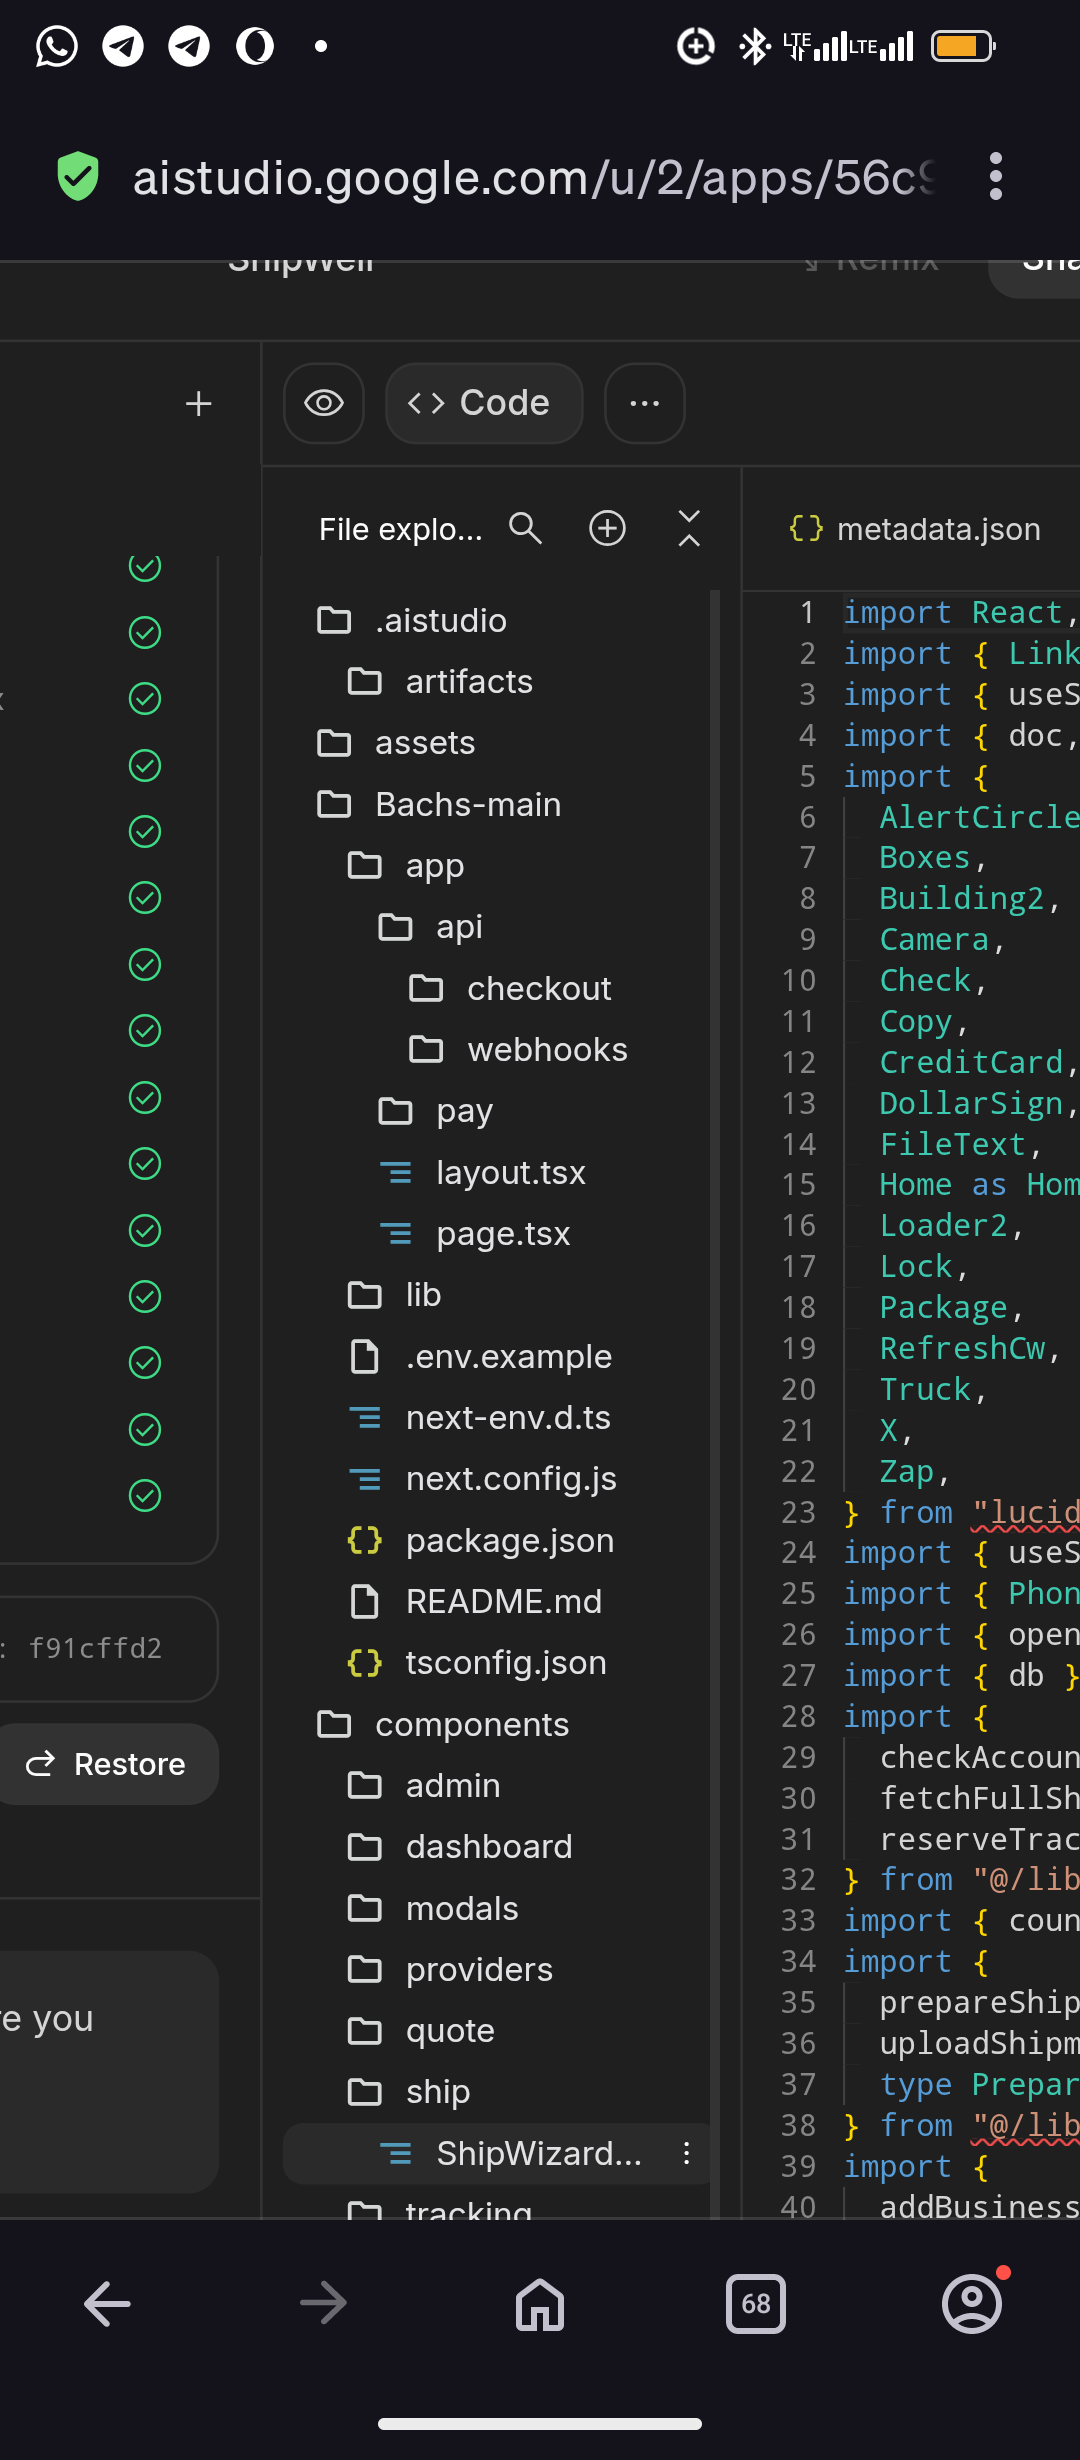 LTE LTE
aistudio.google.com/u/2/apps/56c9
ShipWell Remix Sha
Code
File explo... metadata.json
.aistudio
artifacts
assets
Bachs-main
app
api
checkout
webhooks
pay
layout.tsx
page.tsx
lib
.env.example
next-env.d.ts
next.config.js
package.json
README.md
tsconfig.json
components
admin
dashboard
modals
providers
quote
ship
ShipWizard...
tracking
x
: f91cffd2
Restore
re you
1 import React,
2 import { Link
3 import { useS
4 import { doc,
5 import {
6 AlertCircle
7 Boxes,
8 Building2,
9 Camera,
10 Check,
11 Copy,
12 CreditCard,
13 DollarSign,
14 FileText,
15 Home as Hom
16 Loader2,
17 Lock,
18 Package,
19 RefreshCw,
20 Truck,
21 X,
22 Zap,
23 } from "lucid
24 import { useS
25 import { Phon
26 import { open
27 import { db }
28 import {
29 checkAccoun
30 fetchFullSh
31 reserveTrac
32 } from "@/lib
33 import { coun
34 import {
35 prepareShip
36 uploadShipm
37 type Prepar
38 } from "@/lib
39 import {
40 addBusiness
68